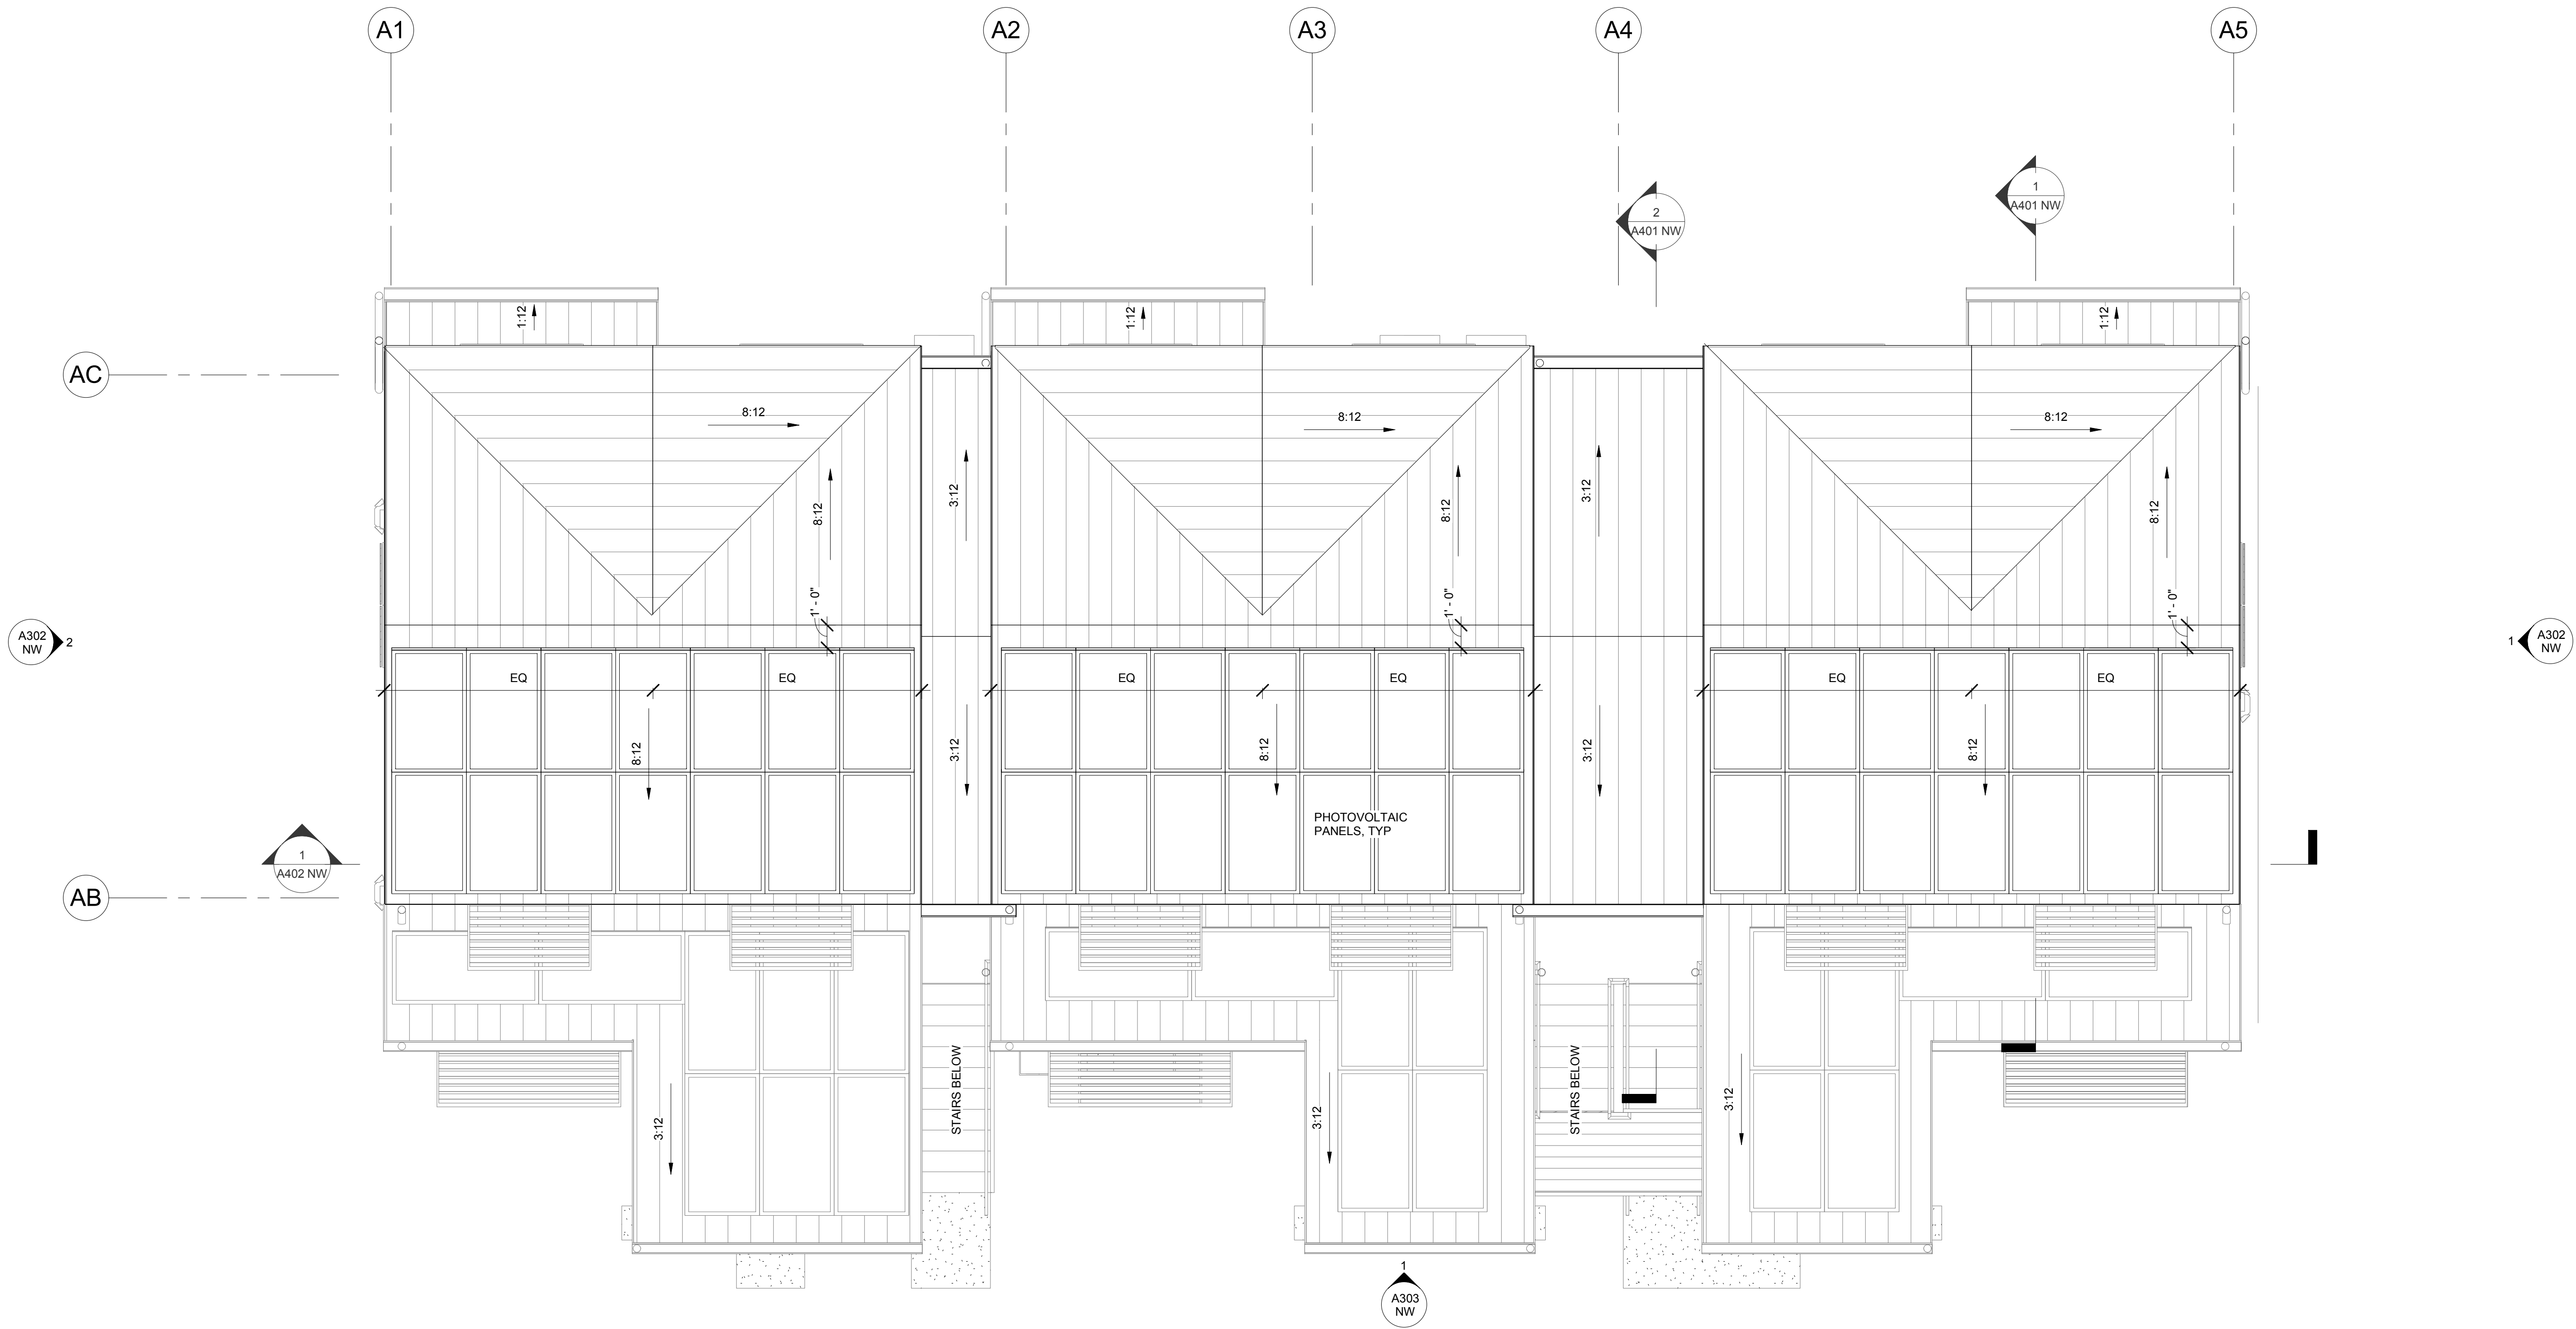 A1
A2
A3
A4
A5
1
A401 NW
2
A401 NW
1:12
1:12
1:12
AC
8:12
8:12
8:12
3:12
3:12
8:12
8:12
8:12
1' - 0"
1' - 0"
1' - 0"
A302
NW
2
1
A302
NW
EQ
EQ
EQ
EQ
EQ
EQ
8:12
3:12
8:12
3:12
8:12
PHOTOVOLTAIC
PANELS, TYP
1
A402 NW
AB
STAIRS BELOW
STAIRS BELOW
3:12
3:12
3:12
1
A303
NW